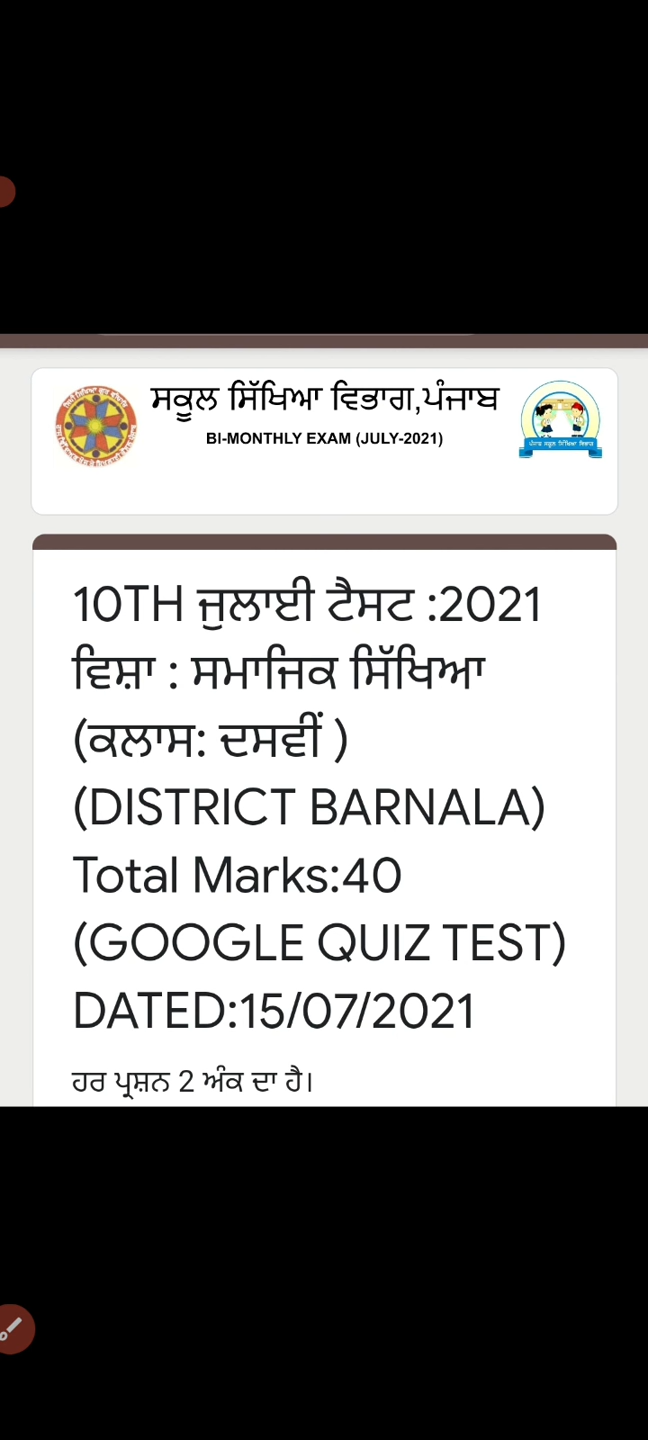 ਸਕੂਲ ਸਿੱਖਿਆ ਵਿਭਾਗ,ਪੰਜਾਬ
BI-MONTHLY EXAM (JULY-2021)
ਪੰਜਾਬ ਸਕੂਲ ਸਿੱਖਿਆ ਵਿਭਾਗ
10TH ਜੁਲਾਈ ਟੈਸਟ :2021
ਵਿਸ਼ਾ : ਸਮਾਜਿਕ ਸਿੱਖਿਆ
(ਕਲਾਸ: ਦਸਵੀਂ )
(DISTRICT BARNALA)
Total Marks:40
(GOOGLE QUIZ TEST)
DATED:15/07/2021
ਹਰ ਪ੍ਰਸ਼ਨ 2 ਅੰਕ ਦਾ ਹੈ।